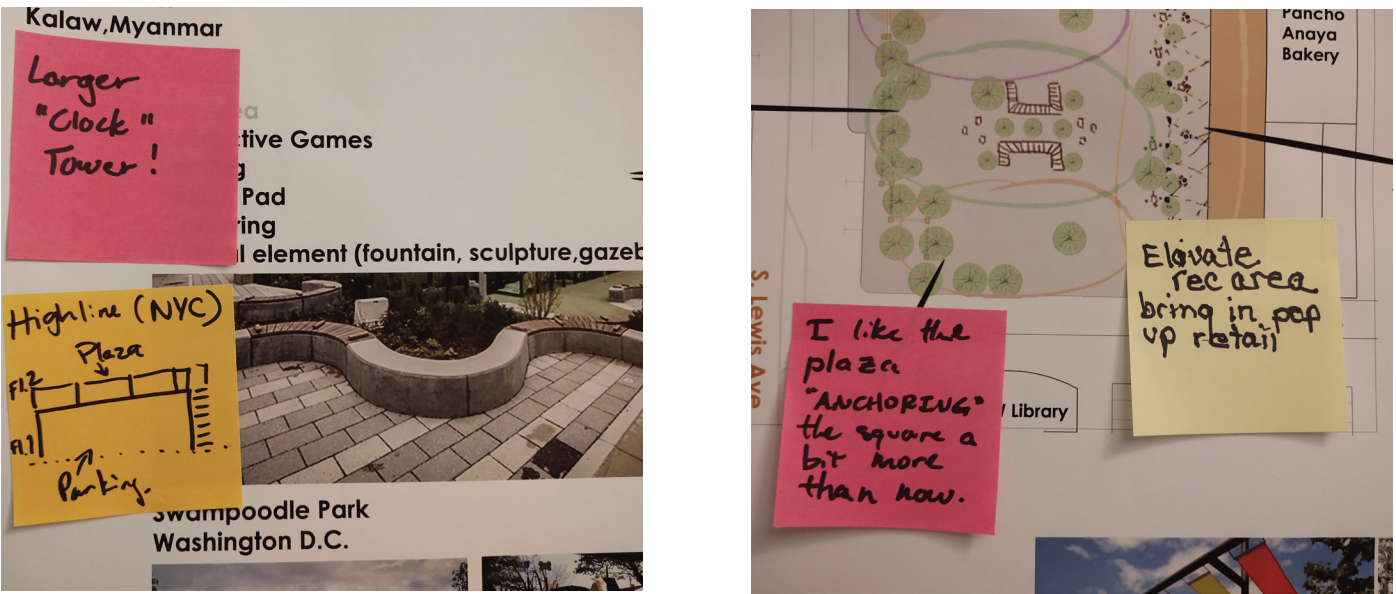 Kalaw,Myanmar
Larger
"Clock"
Tower!
ctive Games
g
Pad
ring
l element (fountain, sculpture,gazeb
Highline (NYC)
Plaza
Fl.2
Fl.1
Parking.
Swampoodle Park
Washington D.C.
Pancho
Anaya
Bakery
S. Lewis Ave
Elevate
rec area
bring in pop
up retail
I like the
plaza
"ANCHORING"
the square a
bit more
than now.
Library